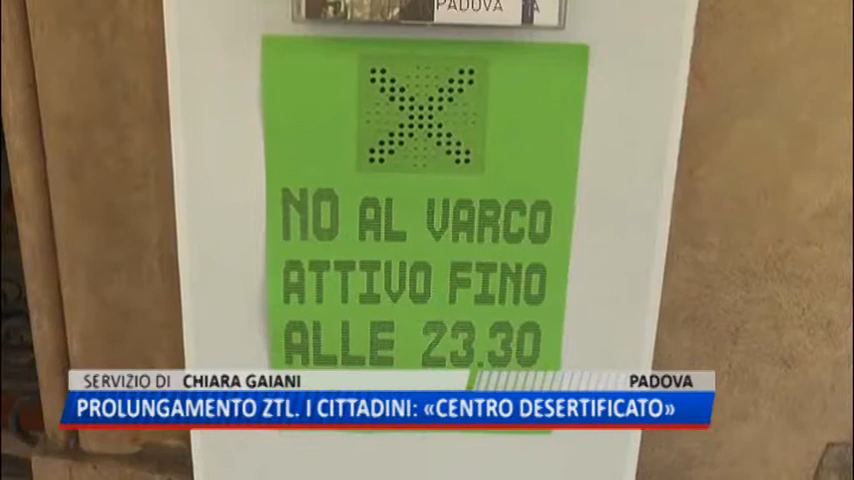 PADOVA
NO AL VARCO
ATTIVO FINO
ALLE 23.30
SERVIZIO DI CHIARA GAIANI PADOVA
PROLUNGAMENTO ZTL. I CITTADINI: «CENTRO DESERTIFICATO»